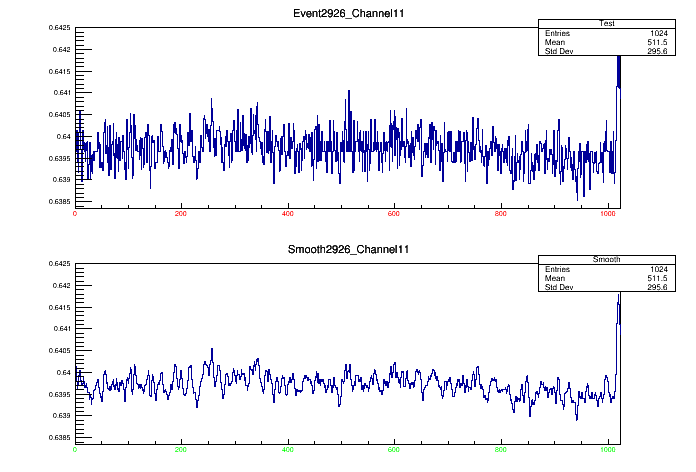 Event2926_Channel11
Test
Entries 1024
Mean 511.5
Std Dev 295.6
0.6425
0.642
0.6415
0.641
0.6405
0.64
0.6395
0.639
0.6385
0 200 400 600 800 1000
Smooth2926_Channel11
Smooth
Entries 1024
Mean 511.5
Std Dev 295.6
0.6425
0.642
0.6415
0.641
0.6405
0.64
0.6395
0.639
0.6385
0 200 400 600 800 1000